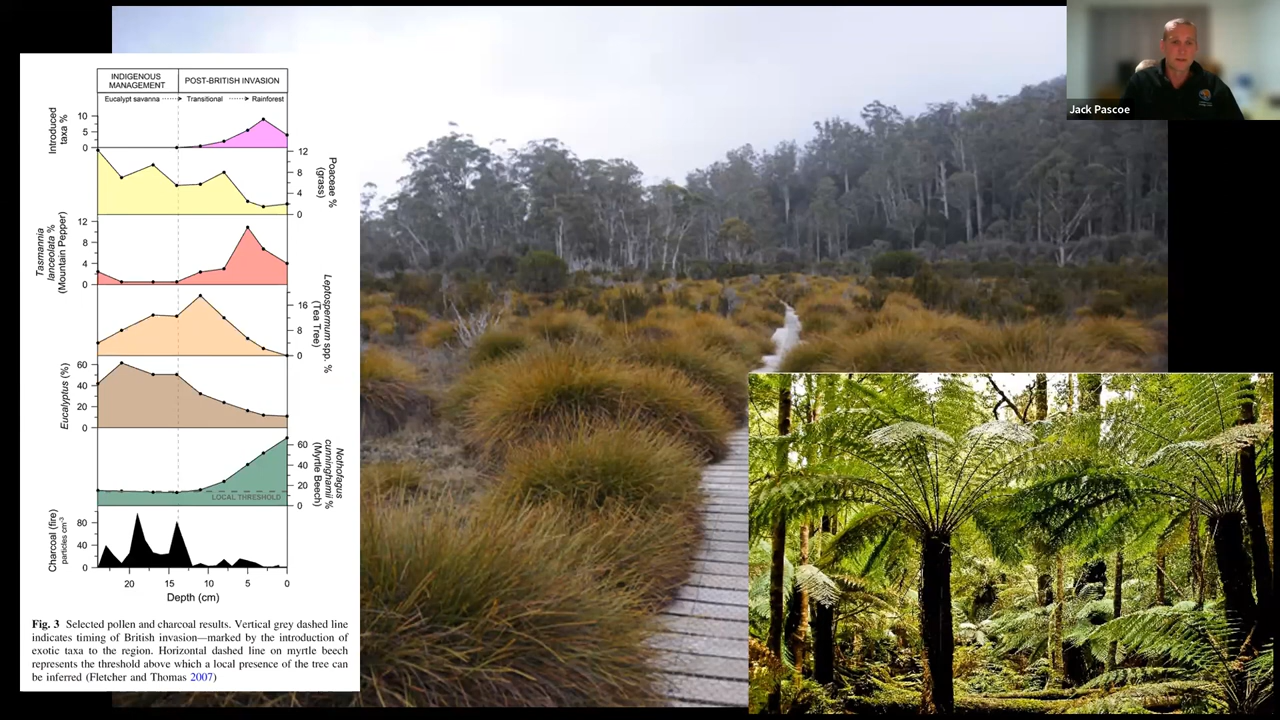 INDIGENOUS
MANAGEMENT
POST-BRITISH INVASION
Eucalypt savanna
Transitional
Rainforest
Introduced
taxa %
10
5
0
Poaceae %
(grass)
12
8
4
0
Tasmannia
lanceolata %
(Mountain Pepper)
12
8
4
0
Leptospermum spp. %
(Tea Tree)
16
8
0
Eucalyptus (%)
60
40
20
0
Nothofagus
cunninghamii %
(Myrtle Beech)
60
40
20
0
LOCAL THRESHOLD
Charcoal (fire)
particles cm-3
80
40
0
20 15 10 5 0
Depth (cm)
Fig. 3 Selected pollen and charcoal results. Vertical grey dashed line
indicates timing of British invasion—marked by the introduction of
exotic taxa to the region. Horizontal dashed line on myrtle beech
represents the threshold above which a local presence of the tree can
be inferred (Fletcher and Thomas 2007)
Jack Pascoe